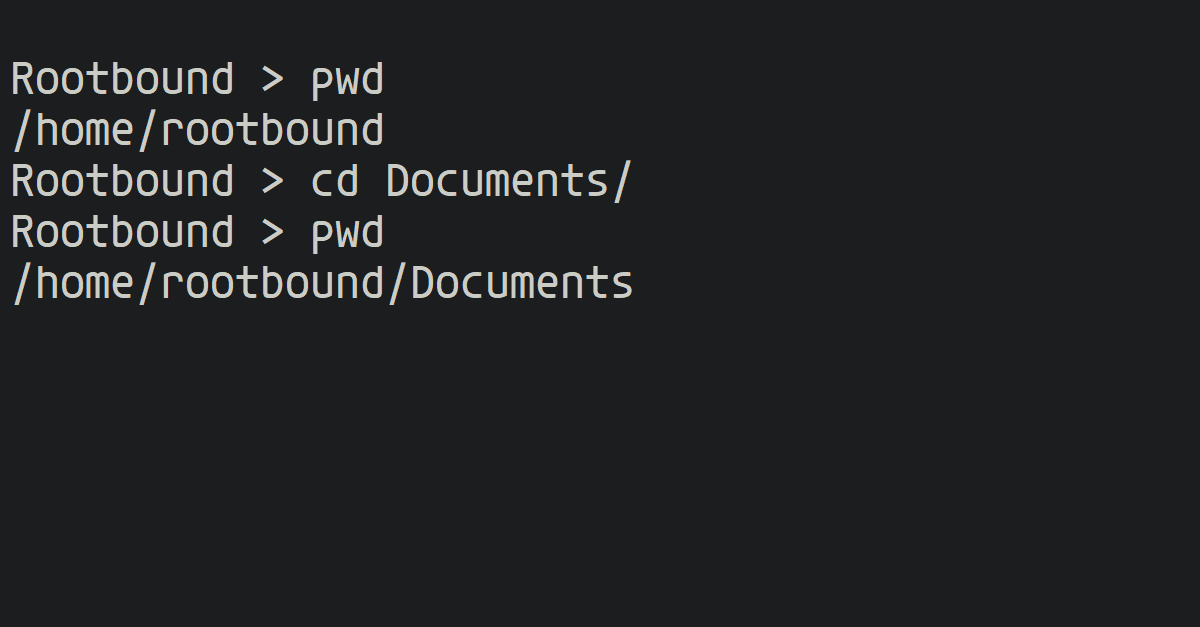 Rootbound > pwd
/home/rootbound
Rootbound > cd Documents/
Rootbound > pwd
/home/rootbound/Documents